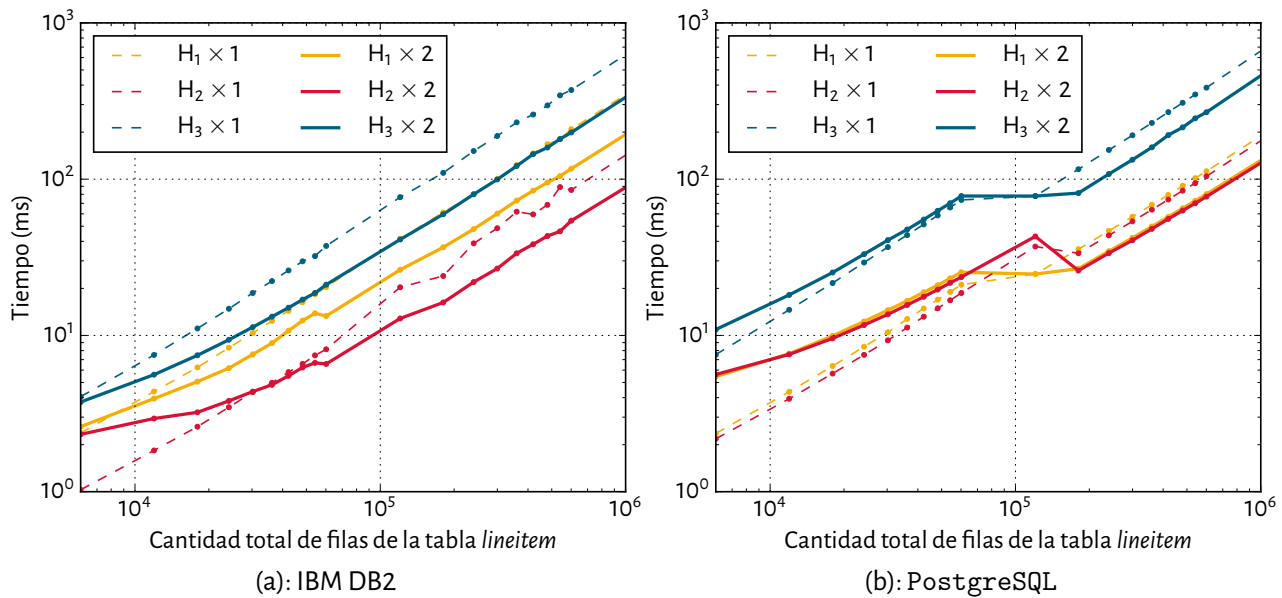 10³
10²
10¹
10⁰
Tiempo (ms)
H₁ × 1 H₁ × 2
H₂ × 1 H₂ × 2
H₃ × 1 H₃ × 2
10⁴ 10⁵ 10⁶
Cantidad total de filas de la tabla lineitem
(a): IBM DB2
10³
10²
10¹
10⁰
Tiempo (ms)
H₁ × 1 H₁ × 2
H₂ × 1 H₂ × 2
H₃ × 1 H₃ × 2
10⁴ 10⁵ 10⁶
Cantidad total de filas de la tabla lineitem
(b): PostgreSQL